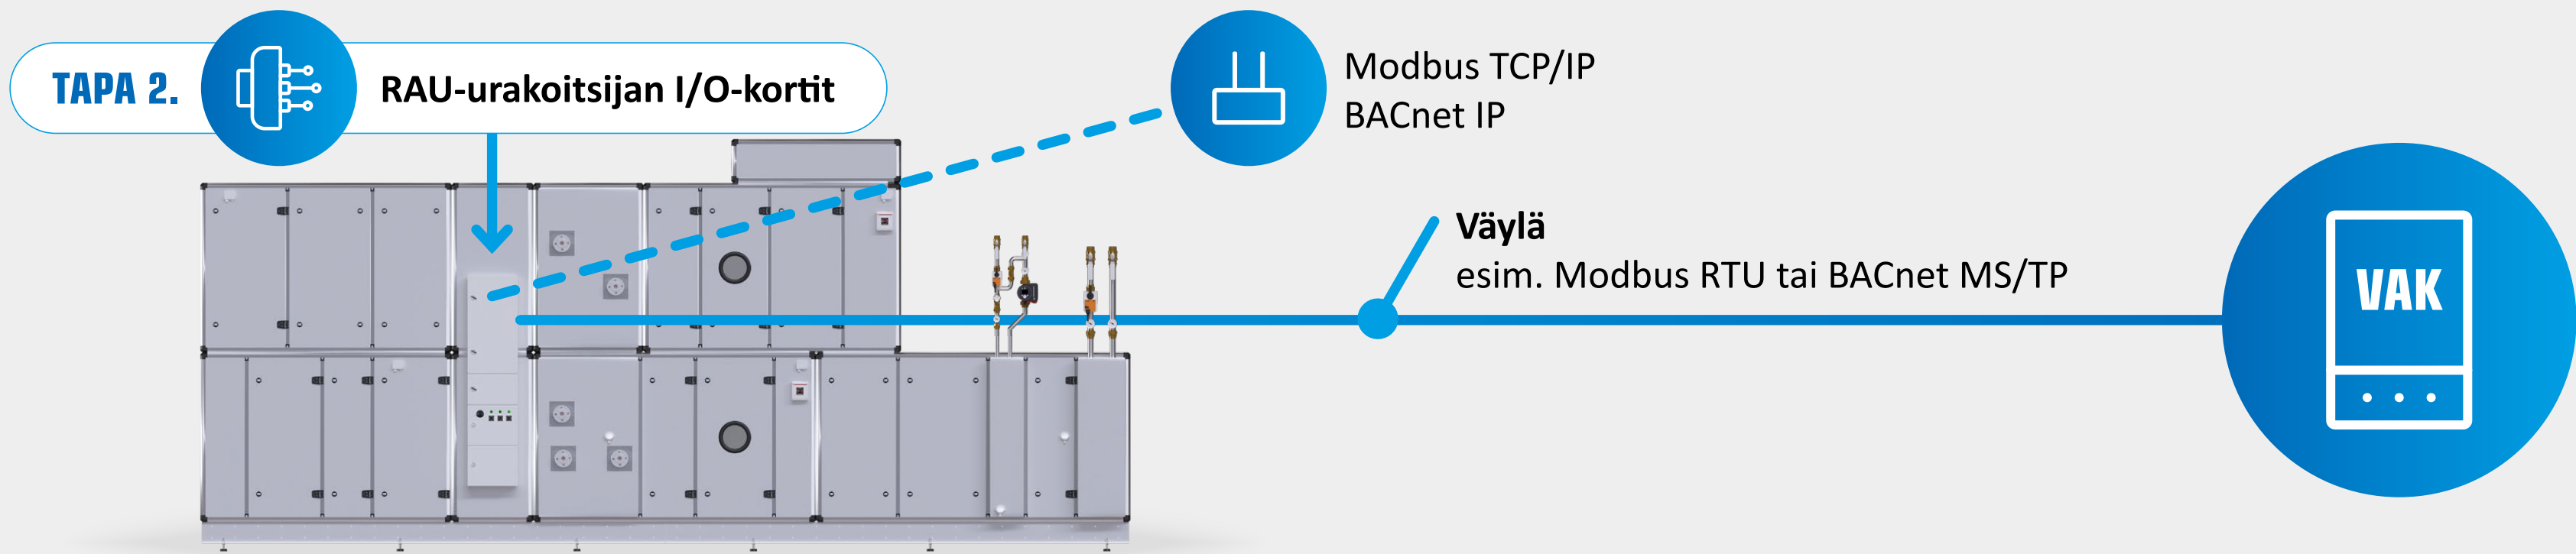 TAPA 2.
RAU-urakoitsijan I/O-kortit
Modbus TCP/IP
BACnet IP
Väylä
esim. Modbus RTU tai BACnet MS/TP
VAK